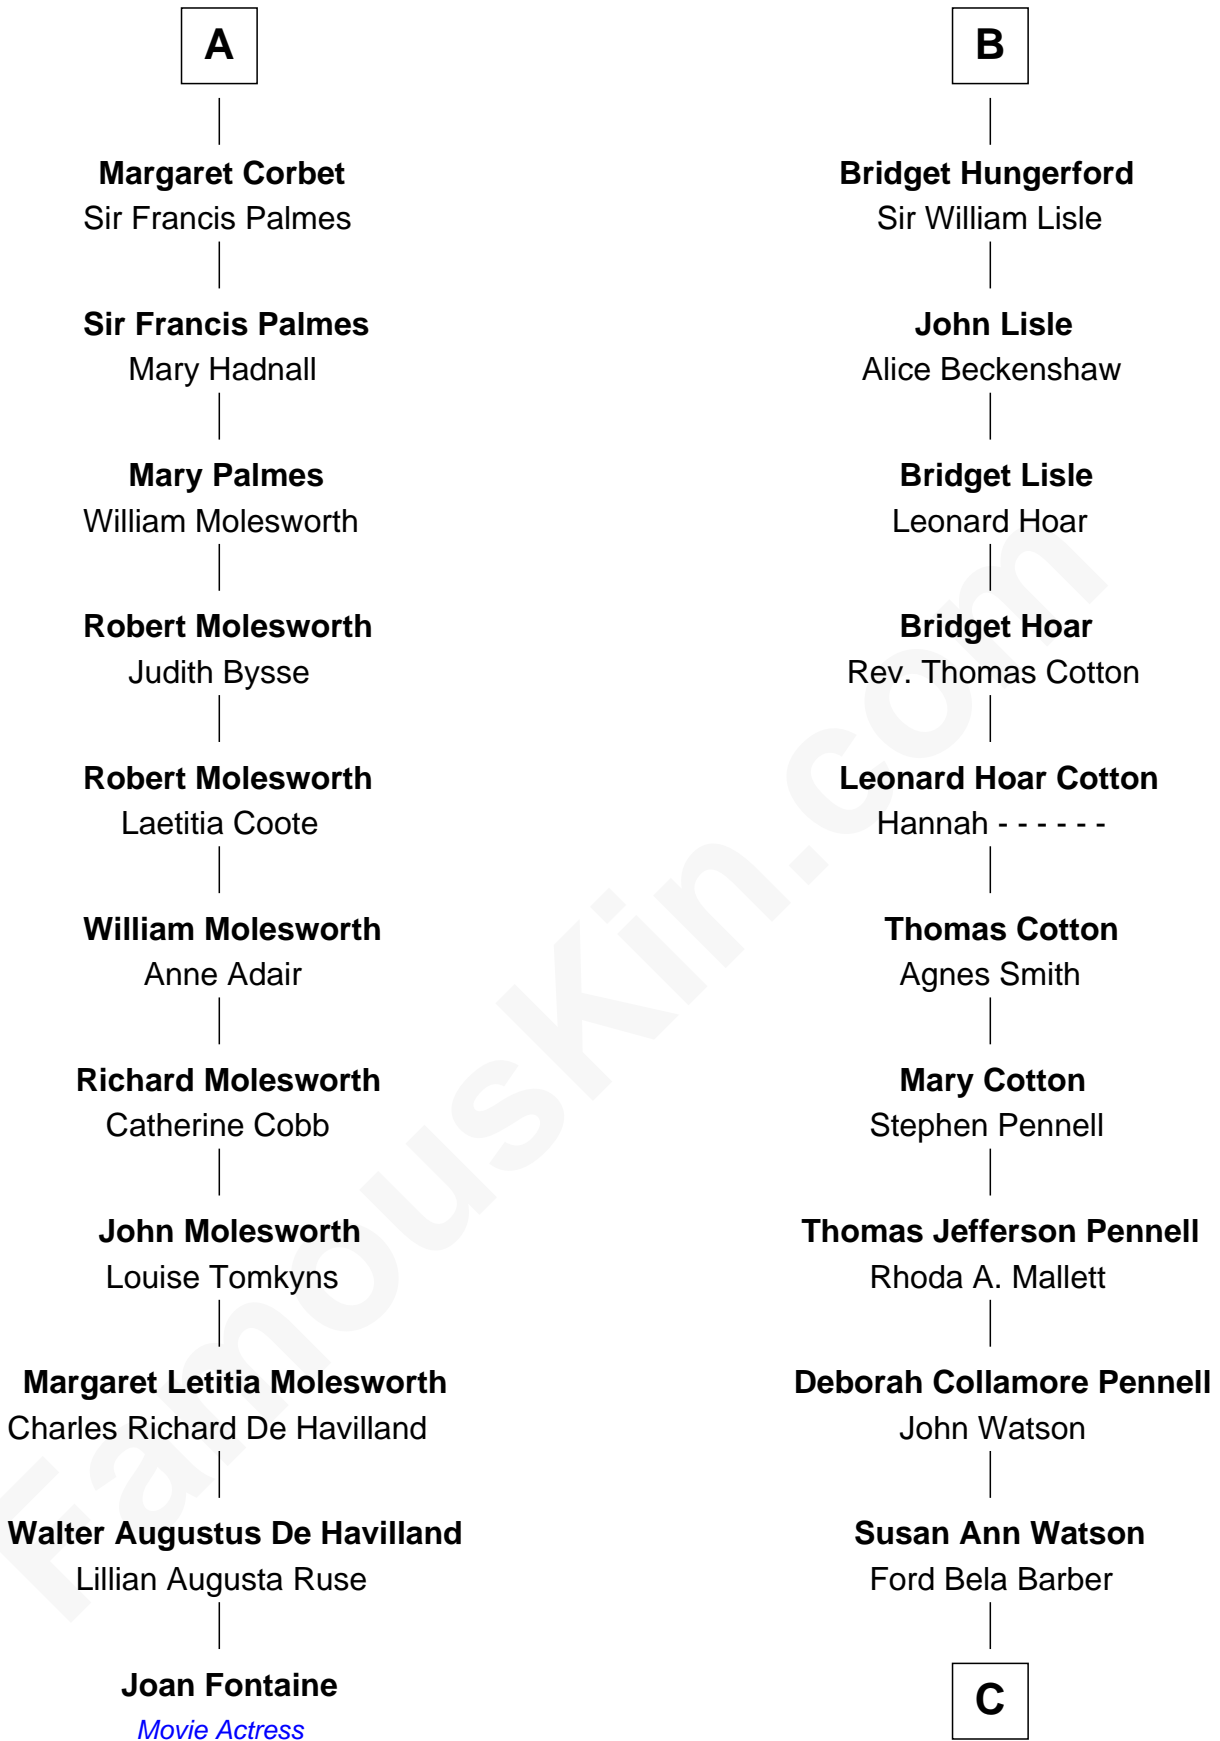 A
Margaret Corbet
Sir Francis Palmes
Sir Francis Palmes
Mary Hadnall
Mary Palmes
William Molesworth
Robert Molesworth
Judith Bysse
Robert Molesworth
Laetitia Coote
William Molesworth
Anne Adair
Richard Molesworth
Catherine Cobb
John Molesworth
Louise Tomkyns
Margaret Letitia Molesworth
Charles Richard De Havilland
Walter Augustus De Havilland
Lillian Augusta Ruse
Joan Fontaine
Movie Actress
B
Bridget Hungerford
Sir William Lisle
John Lisle
Alice Beckenshaw
Bridget Lisle
Leonard Hoar
Bridget Hoar
Rev. Thomas Cotton
Leonard Hoar Cotton
Hannah - - - - - -
Thomas Cotton
Agnes Smith
Mary Cotton
Stephen Pennell
Thomas Jefferson Pennell
Rhoda A. Mallett
Deborah Collamore Pennell
John Watson
Susan Ann Watson
Ford Bela Barber
C
FamousKin.com